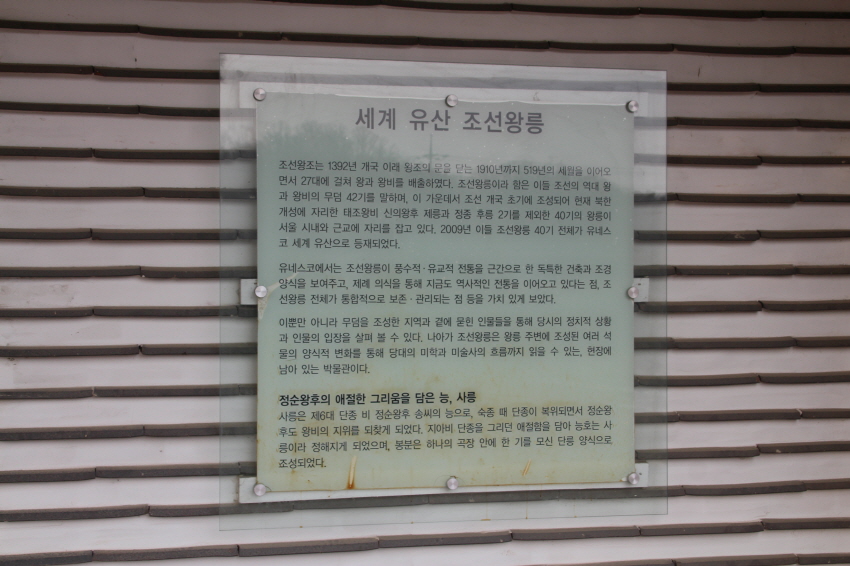 세계 유산 조선왕릉
조선왕조는 1392년 개국 이래 왕조의 문을 닫는 1910년까지 519년의 세월을 이어오
면서 27대에 걸쳐 왕과 왕비를 배출하였다. 조선왕릉이라 함은 이들 조선의 역대 왕
과 왕비의 무덤 42기를 말하며, 이 가운데서 조선 개국 초기에 조성되어 현재 북한
개성에 자리한 태조왕비 신의왕후 제릉과 정종 후릉 2기를 제외한 40기의 왕릉이
서울 시내와 근교에 자리를 잡고 있다. 2009년 이들 조선왕릉 40기 전체가 유네스
코 세계 유산으로 등재되었다.
유네스코에서는 조선왕릉이 풍수적·유교적 전통을 근간으로 한 독특한 건축과 조경
양식을 보여주고, 제례 의식을 통해 지금도 역사적인 전통을 이어오고 있다는 점, 조
선왕릉 전체가 통합적으로 보존·관리되는 점 등을 가치 있게 보았다.
이뿐만 아니라 무덤을 조성한 지역과 곁에 묻힌 인물들을 통해 당시의 정치적 상황
과 인물의 입장을 살펴 볼 수 있다. 나아가 조선왕릉은 왕릉 주변에 조성된 여러 석
물의 양식적 변화를 통해 당대의 미학과 미술사의 흐름까지 읽을 수 있는, 현장에
남아 있는 박물관이다.
정순왕후의 애절한 그리움을 담은 능, 사릉
사릉은 제6대 단종 비 정순왕후 송씨의 능으로, 숙종 때 단종이 복위되면서 정순왕
후도 왕비의 지위를 되찾게 되었다. 지아비 단종을 그리던 애절함을 담아 능호는 사
릉이라 정해지게 되었으며, 봉분은 하나의 곡장 안에 한 기를 모신 단릉 양식으로
조성되었다.